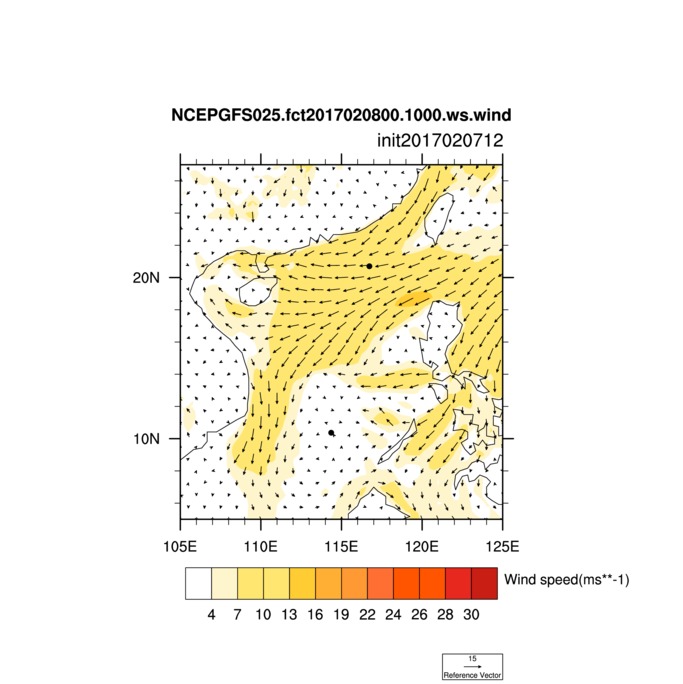 NCEPGFS025.fct2017020800.1000.ws.wind
init2017020712
20N
10N
105E 110E 115E 120E 125E
Wind speed(ms**-1)
4 7 10 13 16 19 22 24 26 28 30
15
Reference Vector